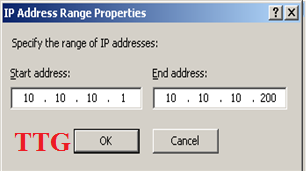 IP Address Range Properties
Specify the range of IP addresses:
Start address: End address:
10 . 10 . 10 . 1 10 . 10 . 10 . 200
TTG OK Cancel